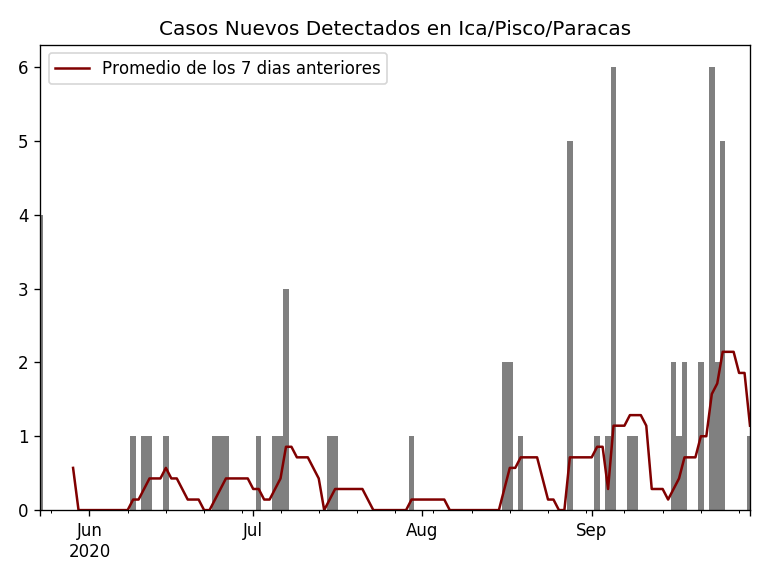 Casos Nuevos Detectados en Ica/Pisco/Paracas
Promedio de los 7 dias anteriores
6
5
4
3
2
1
0
Jun Jul Aug Sep
2020